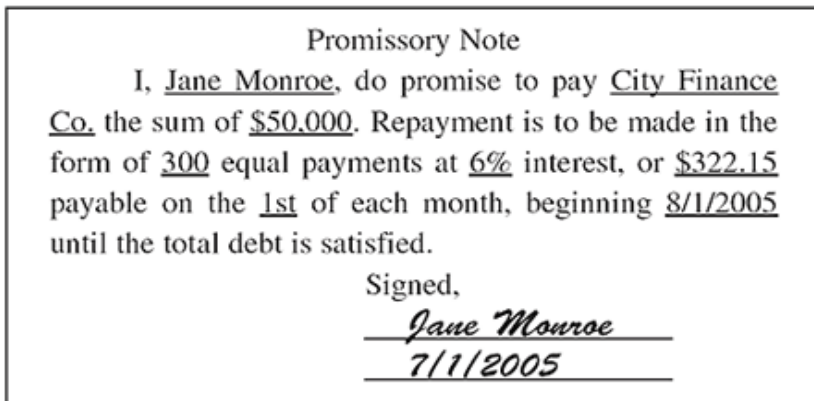 Promissory Note
I, Jane Monroe, do promise to pay City Finance
Co. the sum of $50,000. Repayment is to be made in the
form of 300 equal payments at 6% interest, or $322.15
payable on the 1st of each month, beginning 8/1/2005
until the total debt is satisfied.
Signed,
Jane Monroe
7/1/2005